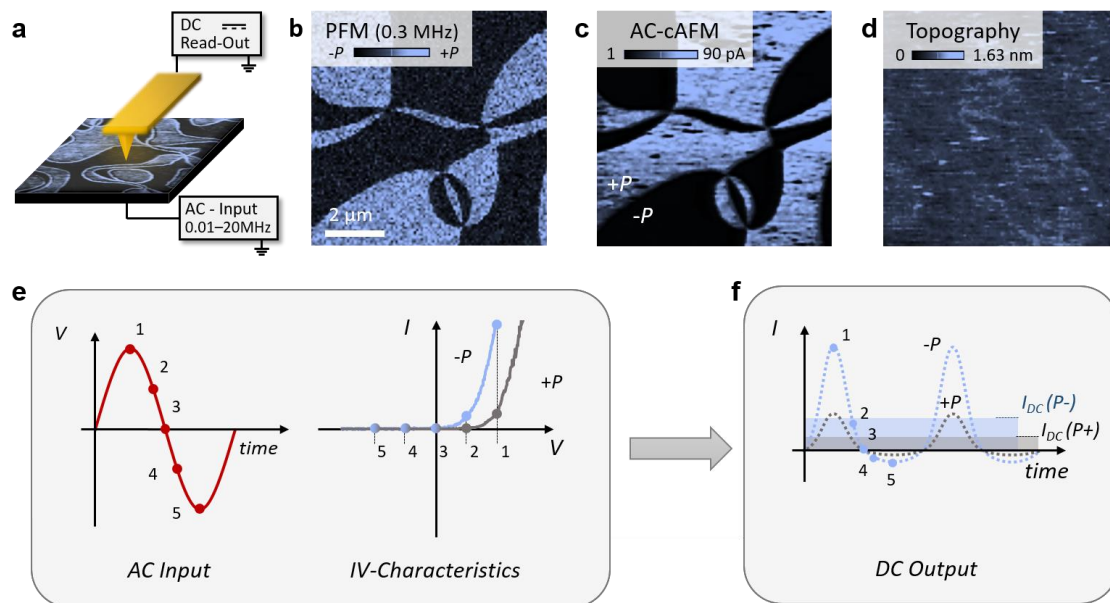 a
DC
Read-Out
AC - Input
0.01–20MHz
b
PFM (0.3 MHz)
-P +P
2 µm
c
AC-cAFM
1 90 pA
+P
-P
d
Topography
0 1.63 nm
e
V
1
2
3
4
5
time
AC Input
I
-P
+P
5 4 3 2 1
V
IV-Characteristics
f
I
1
-P
+P
2
3
4
5
I DC (P-)
I DC (P+)
time
DC Output